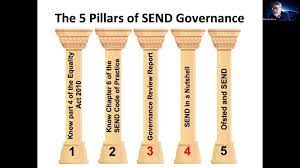 The 5 Pillars of SEND Governance
Know part 4 of the Equality
Act 2010
Know Chapter 6 of the
SEND Code of Practice
Governance Review Report
SEND in a Nutshell
Ofsted and SEND
1
2
3
4
5